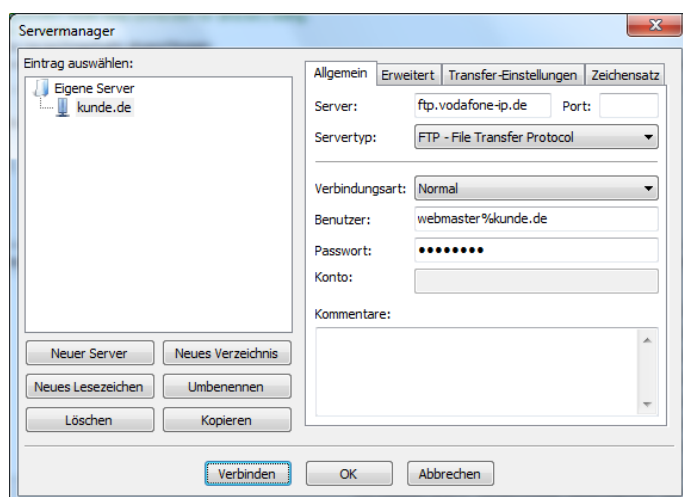 Servermanager
Eintrag auswählen:
Eigene Server
kunde.de
Neuer Server
Neues Verzeichnis
Neues Lesezeichen
Umbenennen
Löschen
Kopieren
Allgemein
Erweitert
Transfer-Einstellungen
Zeichensatz
Server:
ftp.vodafone-ip.de
Port:
Servertyp:
FTP - File Transfer Protocol
Verbindungsart:
Normal
Benutzer:
webmaster%kunde.de
Passwort:
●●●●●●●●
Konto:
Kommentare:
Verbinden
OK
Abbrechen